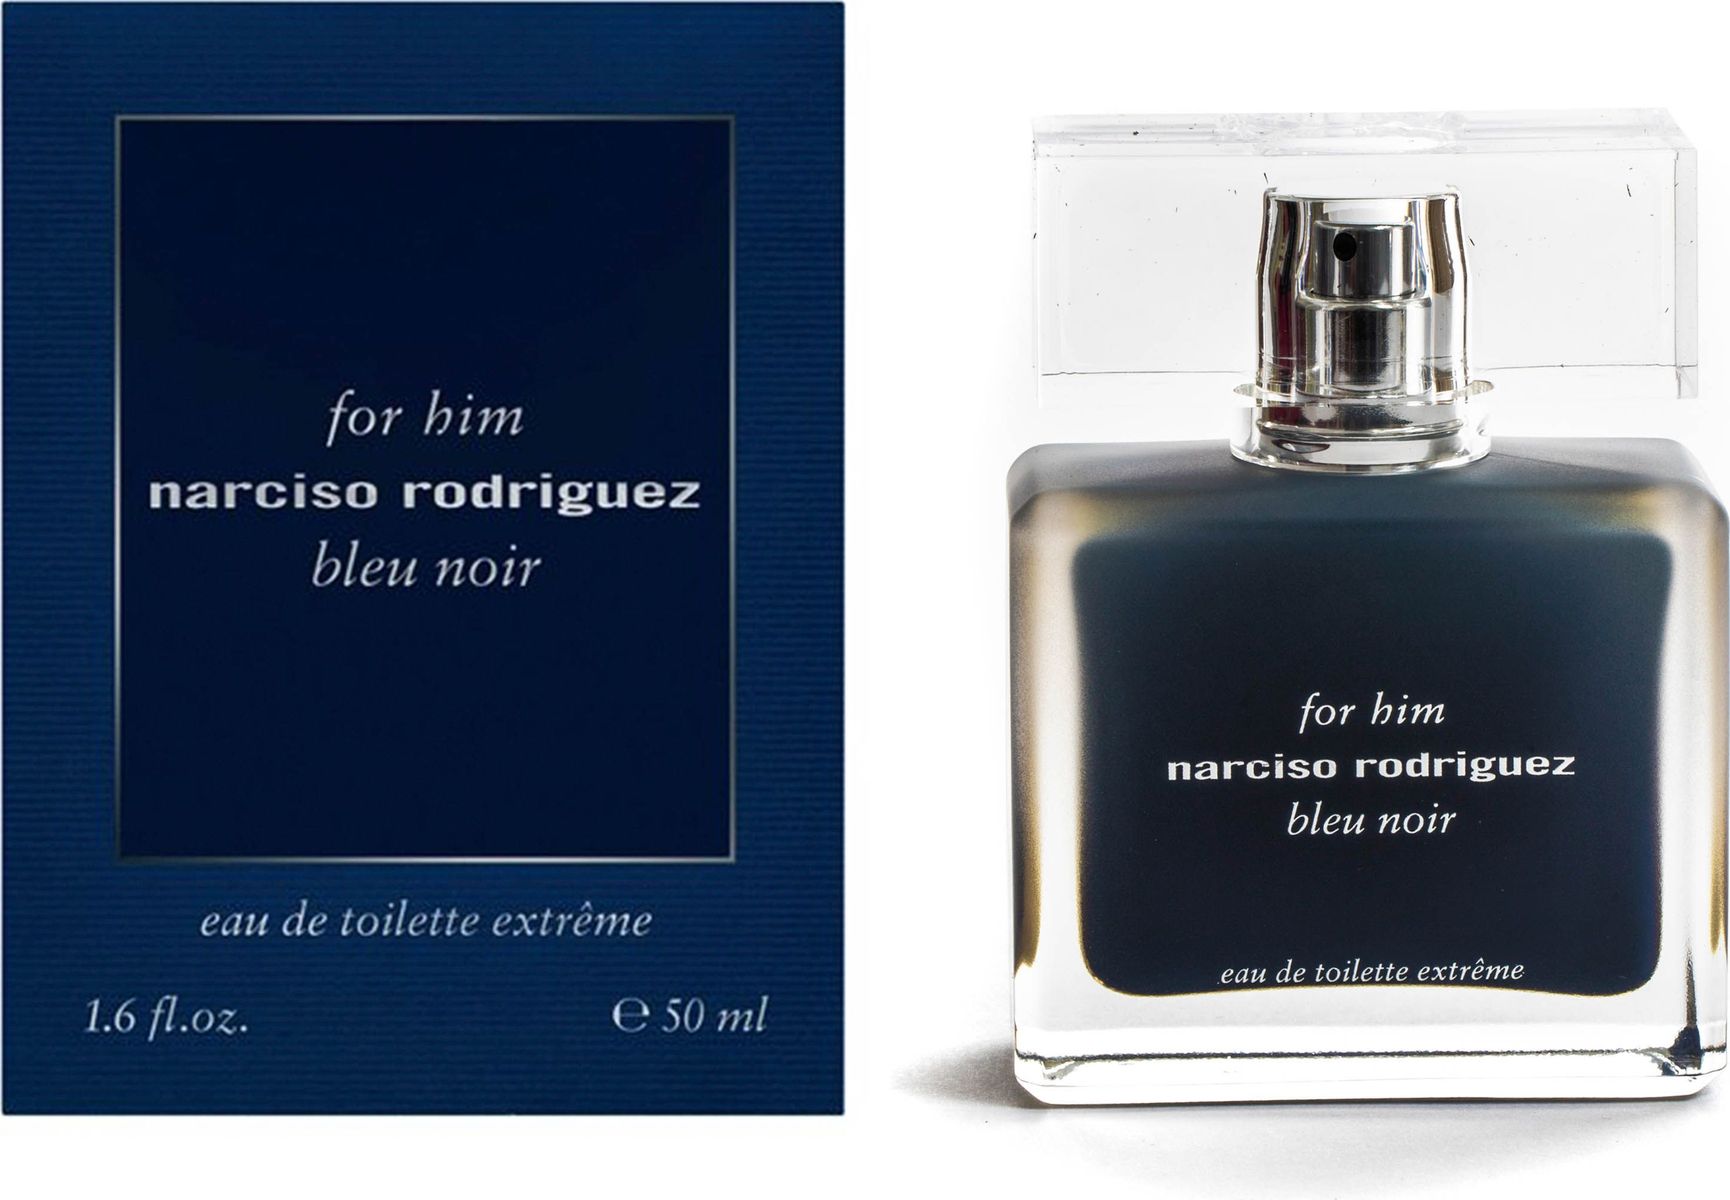 for him
narciso rodriguez
bleu noir
eau de toilette extrême
1.6 fl.oz.
℮ 50 ml
for him
narciso rodriguez
bleu noir
eau de toilette extrême